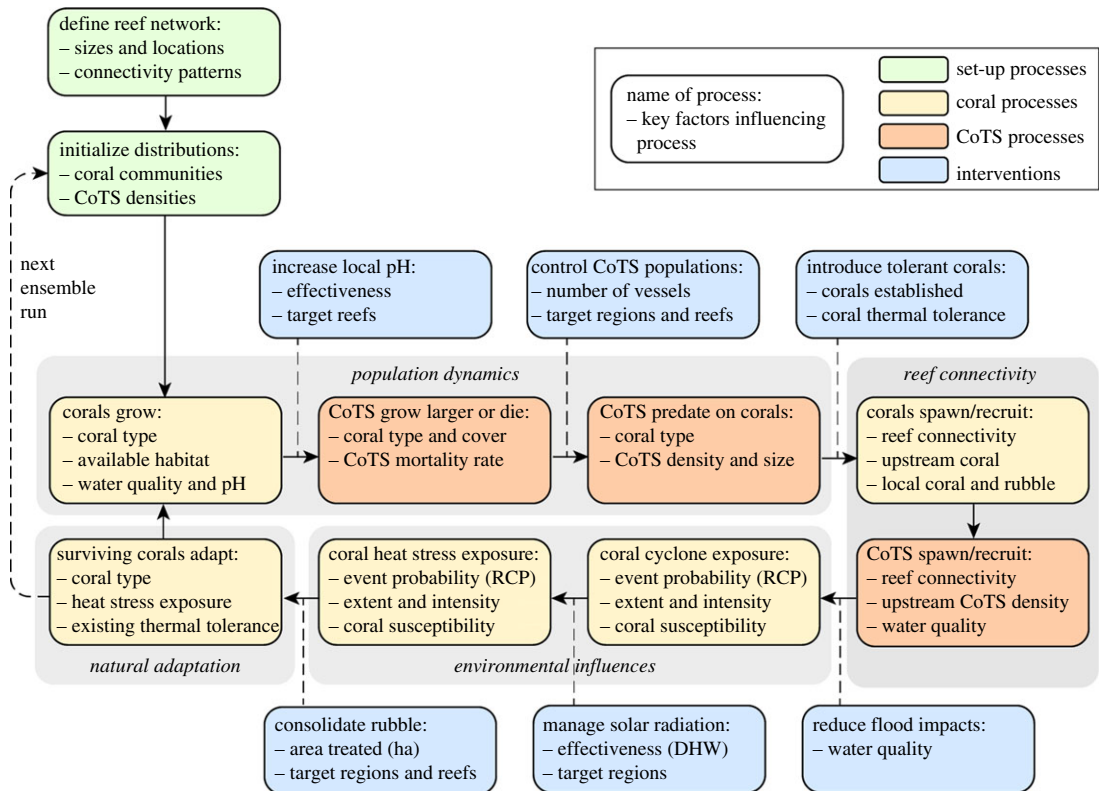 define reef network:
– sizes and locations
– connectivity patterns
initialize distributions:
– coral communities
– CoTS densities
name of process:
– key factors influencing
process
set-up processes
coral processes
CoTS processes
interventions
next
ensemble
run
increase local pH:
– effectiveness
– target reefs
control CoTS populations:
– number of vessels
– target regions and reefs
introduce tolerant corals:
– corals established
– coral thermal tolerance
population dynamics
reef connectivity
corals grow:
– coral type
– available habitat
– water quality and pH
CoTS grow larger or die:
– coral type and cover
– CoTS mortality rate
CoTS predate on corals:
– coral type
– CoTS density and size
corals spawn/recruit:
– reef connectivity
– upstream coral
– local coral and rubble
surviving corals adapt:
– coral type
– heat stress exposure
– existing thermal tolerance
coral heat stress exposure:
– event probability (RCP)
– extent and intensity
– coral susceptibility
coral cyclone exposure:
– event probability (RCP)
– extent and intensity
– coral susceptibility
CoTS spawn/recruit:
– reef connectivity
– upstream CoTS density
– water quality
natural adaptation
environmental influences
consolidate rubble:
– area treated (ha)
– target regions and reefs
manage solar radiation:
– effectiveness (DHW)
– target regions
reduce flood impacts:
– water quality